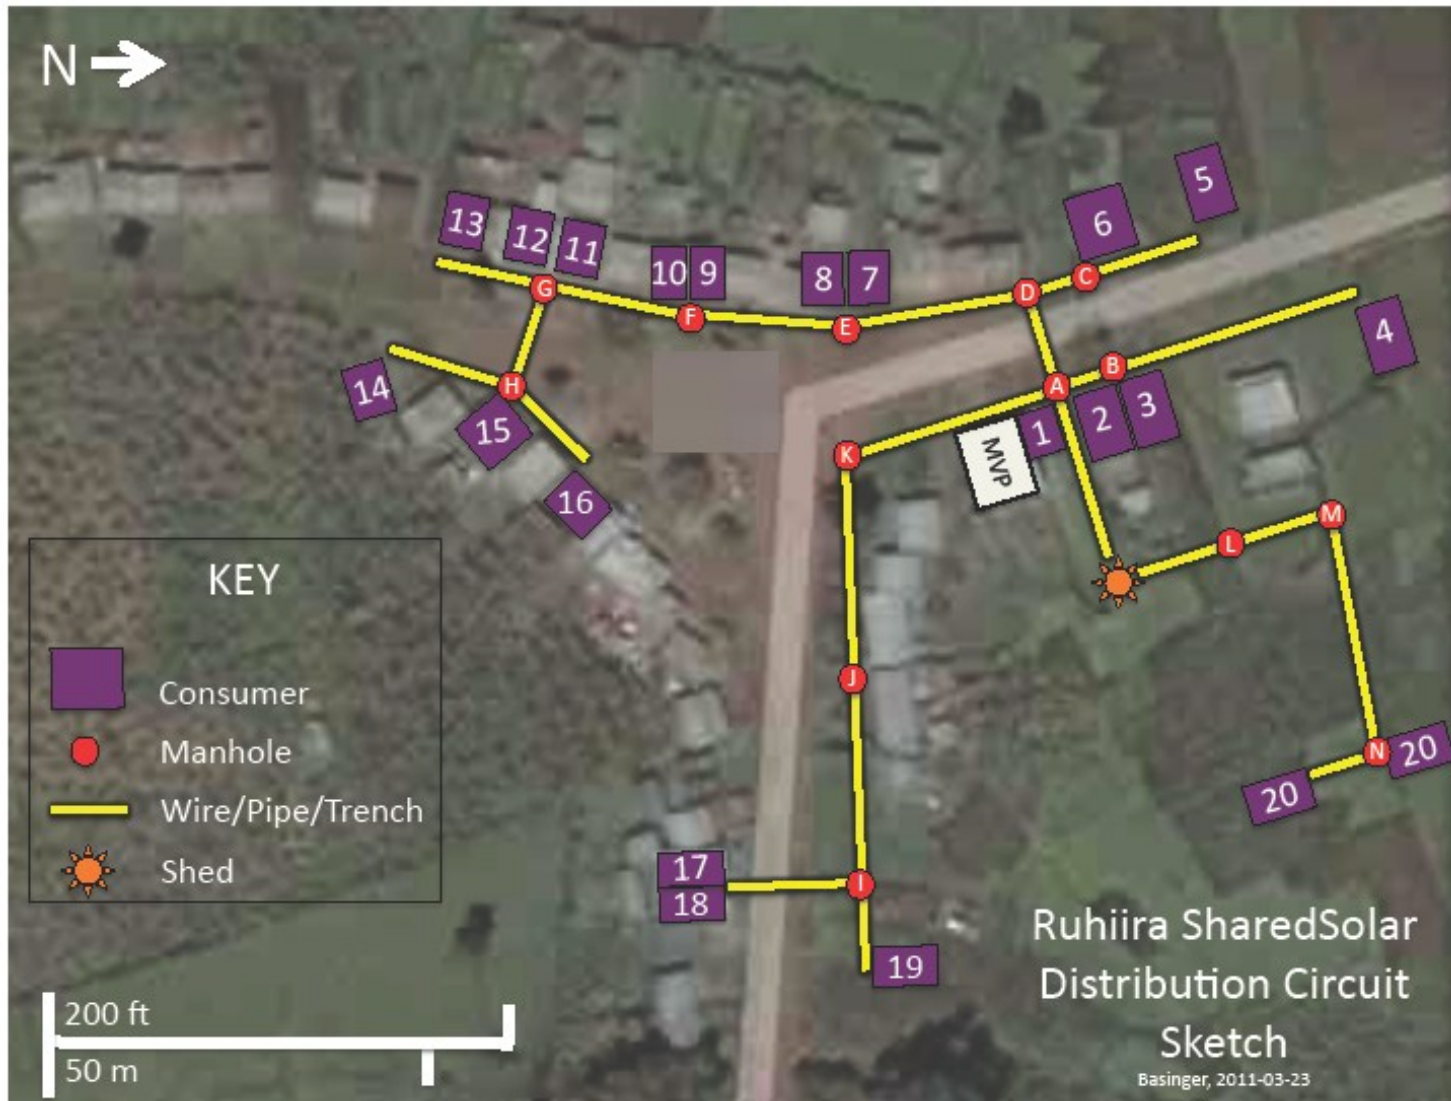 N
5
6
13
12
11
10
9
8
7
C
D
G
F
E
4
B
A
H
14
15
3
2
1
MVP
K
16
M
L
KEY
Consumer
Manhole
Wire/Pipe/Trench
Shed
J
N
20
20
17
18
I
19
Ruhiira SharedSolar
Distribution Circuit
Sketch
Basinger, 2011-03-23
200 ft
50 m